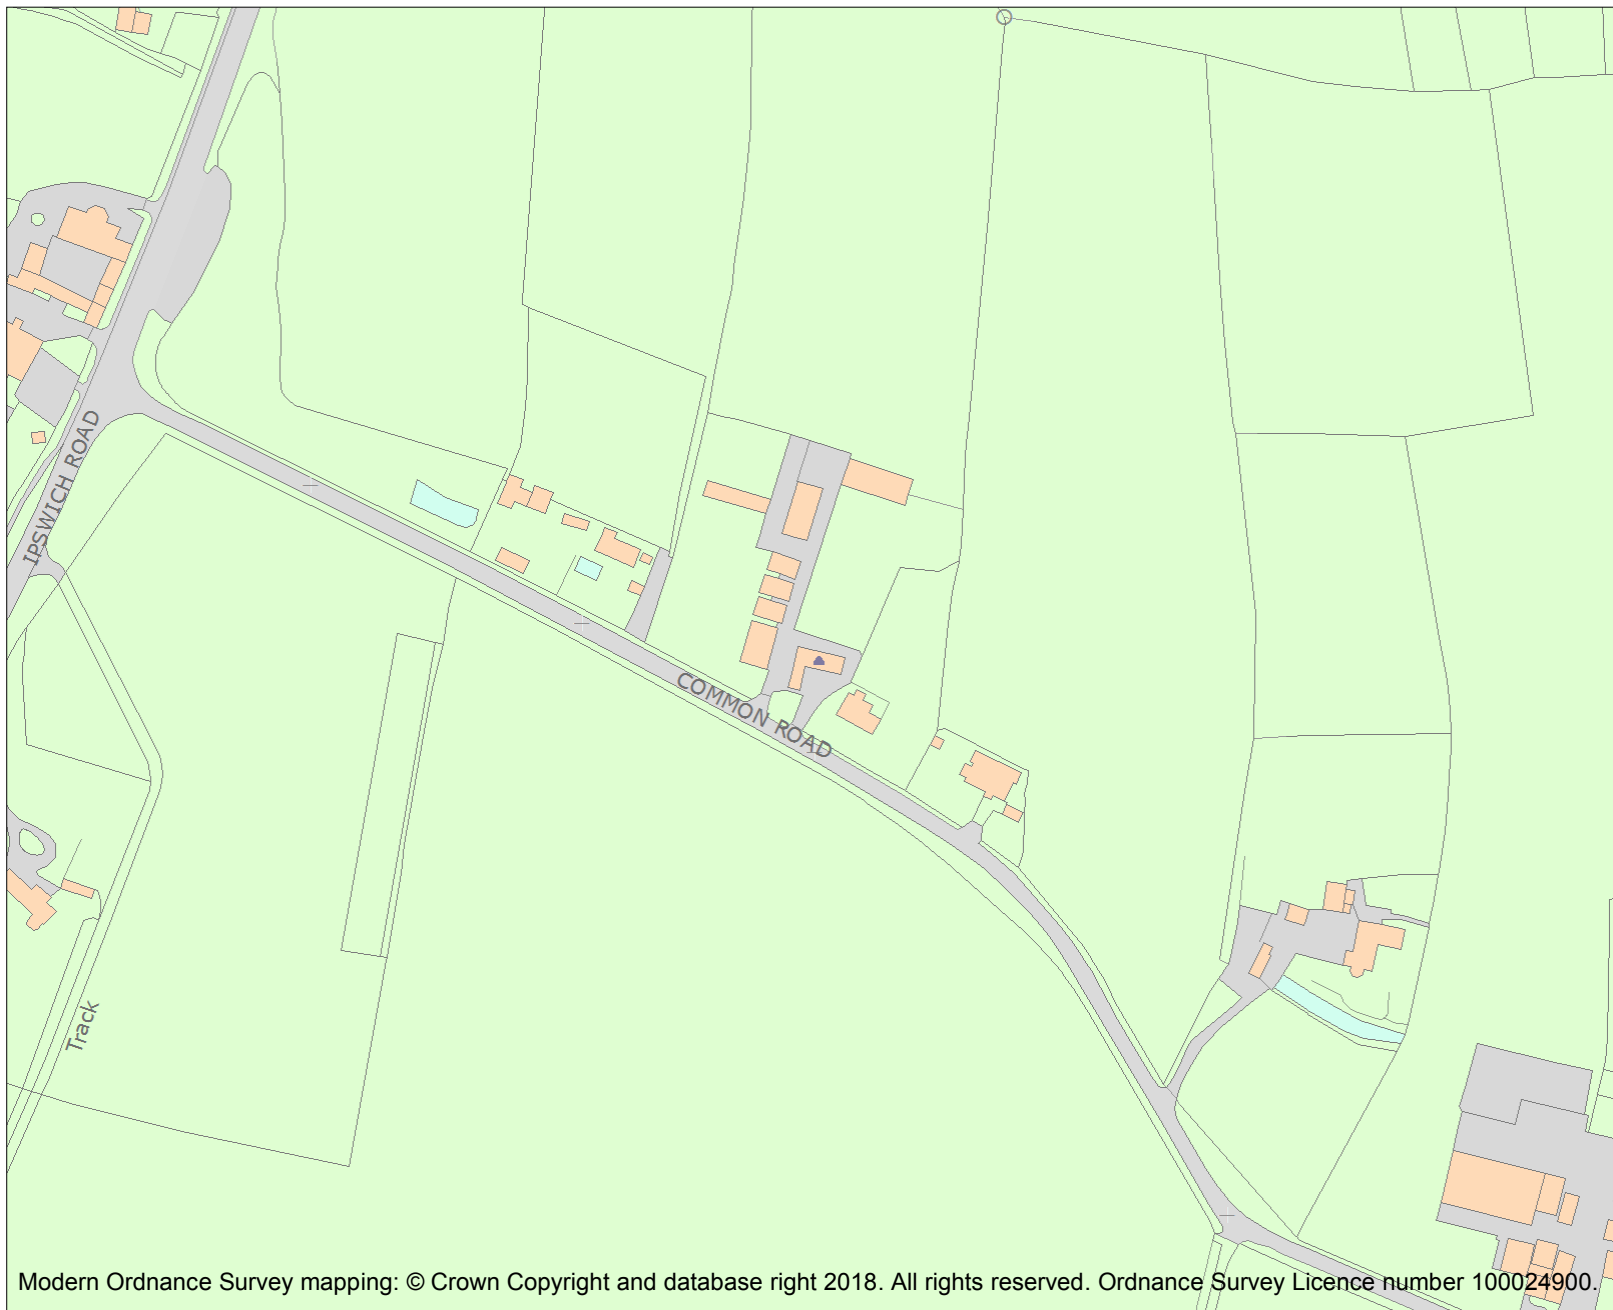 IPSWICH ROAD
COMMON ROAD
Track
Modern Ordnance Survey mapping: © Crown Copyright and database right 2018. All rights reserved. Ordnance Survey Licence number 100024900.